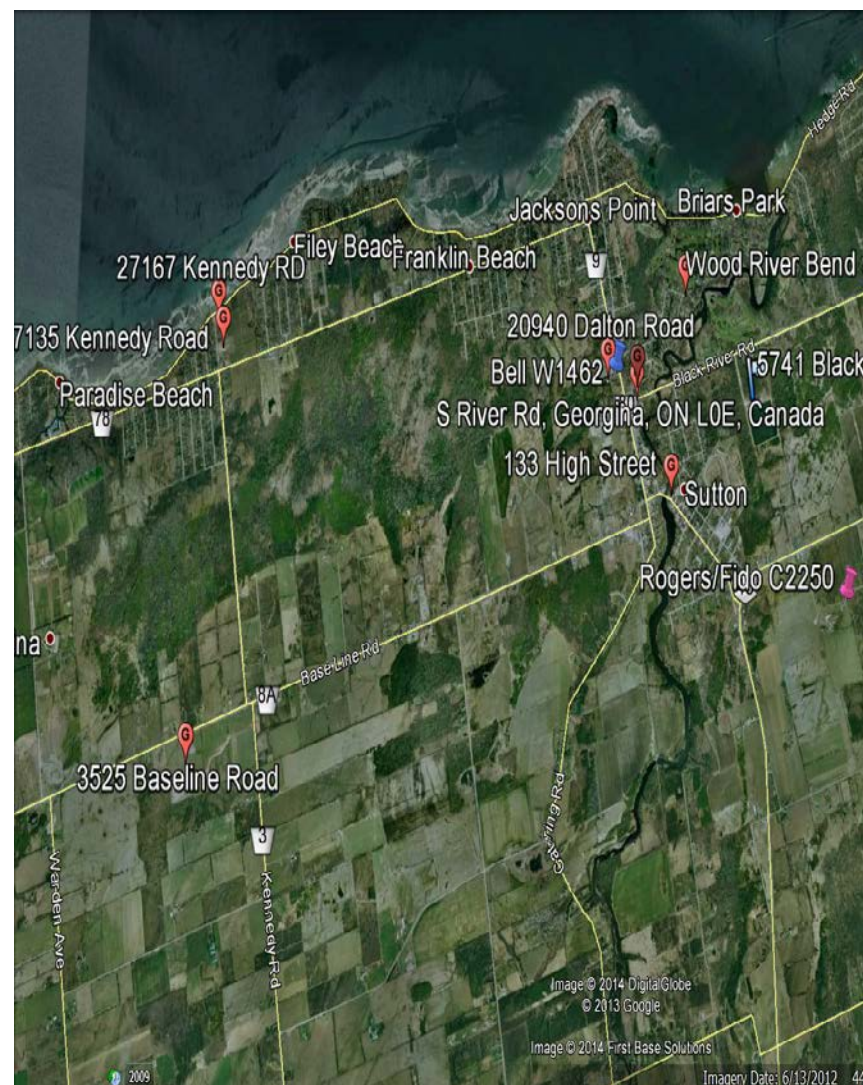 Hedge Rd
Briars Park
Jacksons Point
Filey Beach
Franklin Beach
27167 Kennedy RD
9
Wood River Bend
7135 Kennedy Road
20940 Dalton Road
Bell W1462
Black River Rd
5741 Black
Paradise Beach
78
S River Rd, Georgina, ON L0E, Canada
133 High Street
Sutton
Rogers/Fido C2250
na
Base Line Rd
8A
3525 Baseline Road
3
Warden Ave
Kennedy Rd
Image © 2014 DigitalGlobe
© 2013 Google
Image © 2014 First Base Solutions
2009
Imagery Date: 6/13/2012